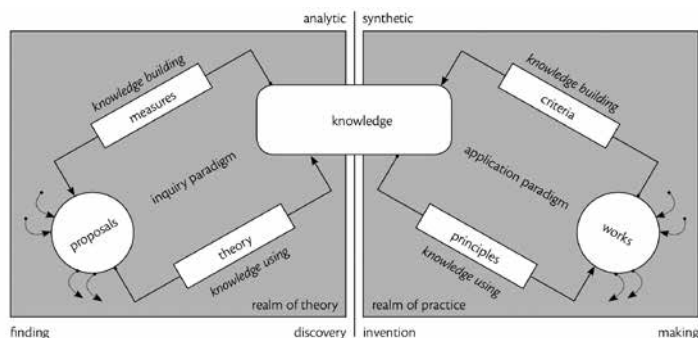 analytic
synthetic
knowledge building
measures
knowledge building
criteria
knowledge
inquiry paradigm
application paradigm
proposals
works
theory
knowledge using
principles
knowledge using
realm of theory
realm of practice
finding
discovery
invention
making